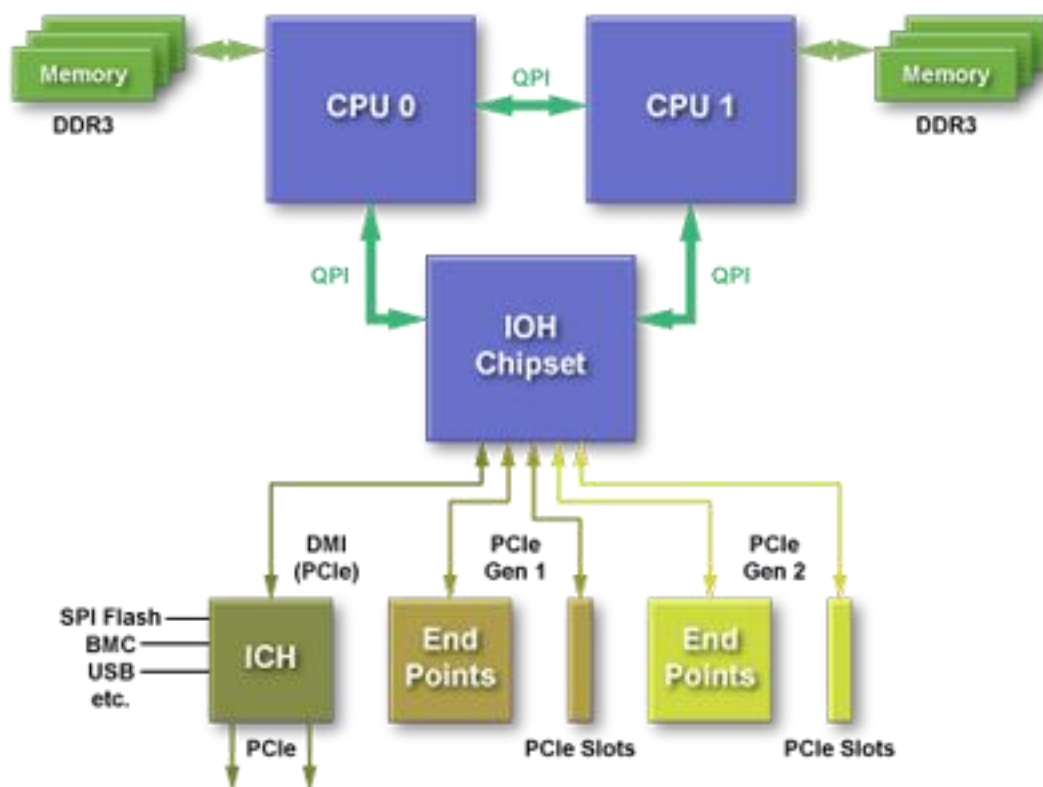 Memory
DDR3
CPU 0
QPI
CPU 1
Memory
DDR3
QPI
IOH
Chipset
QPI
DMI
(PCIe)
PCIe
Gen 1
PCIe
Gen 2
SPI Flash
BMC
USB
etc.
ICH
End
Points
End
Points
PCIe
PCIe Slots
PCIe Slots